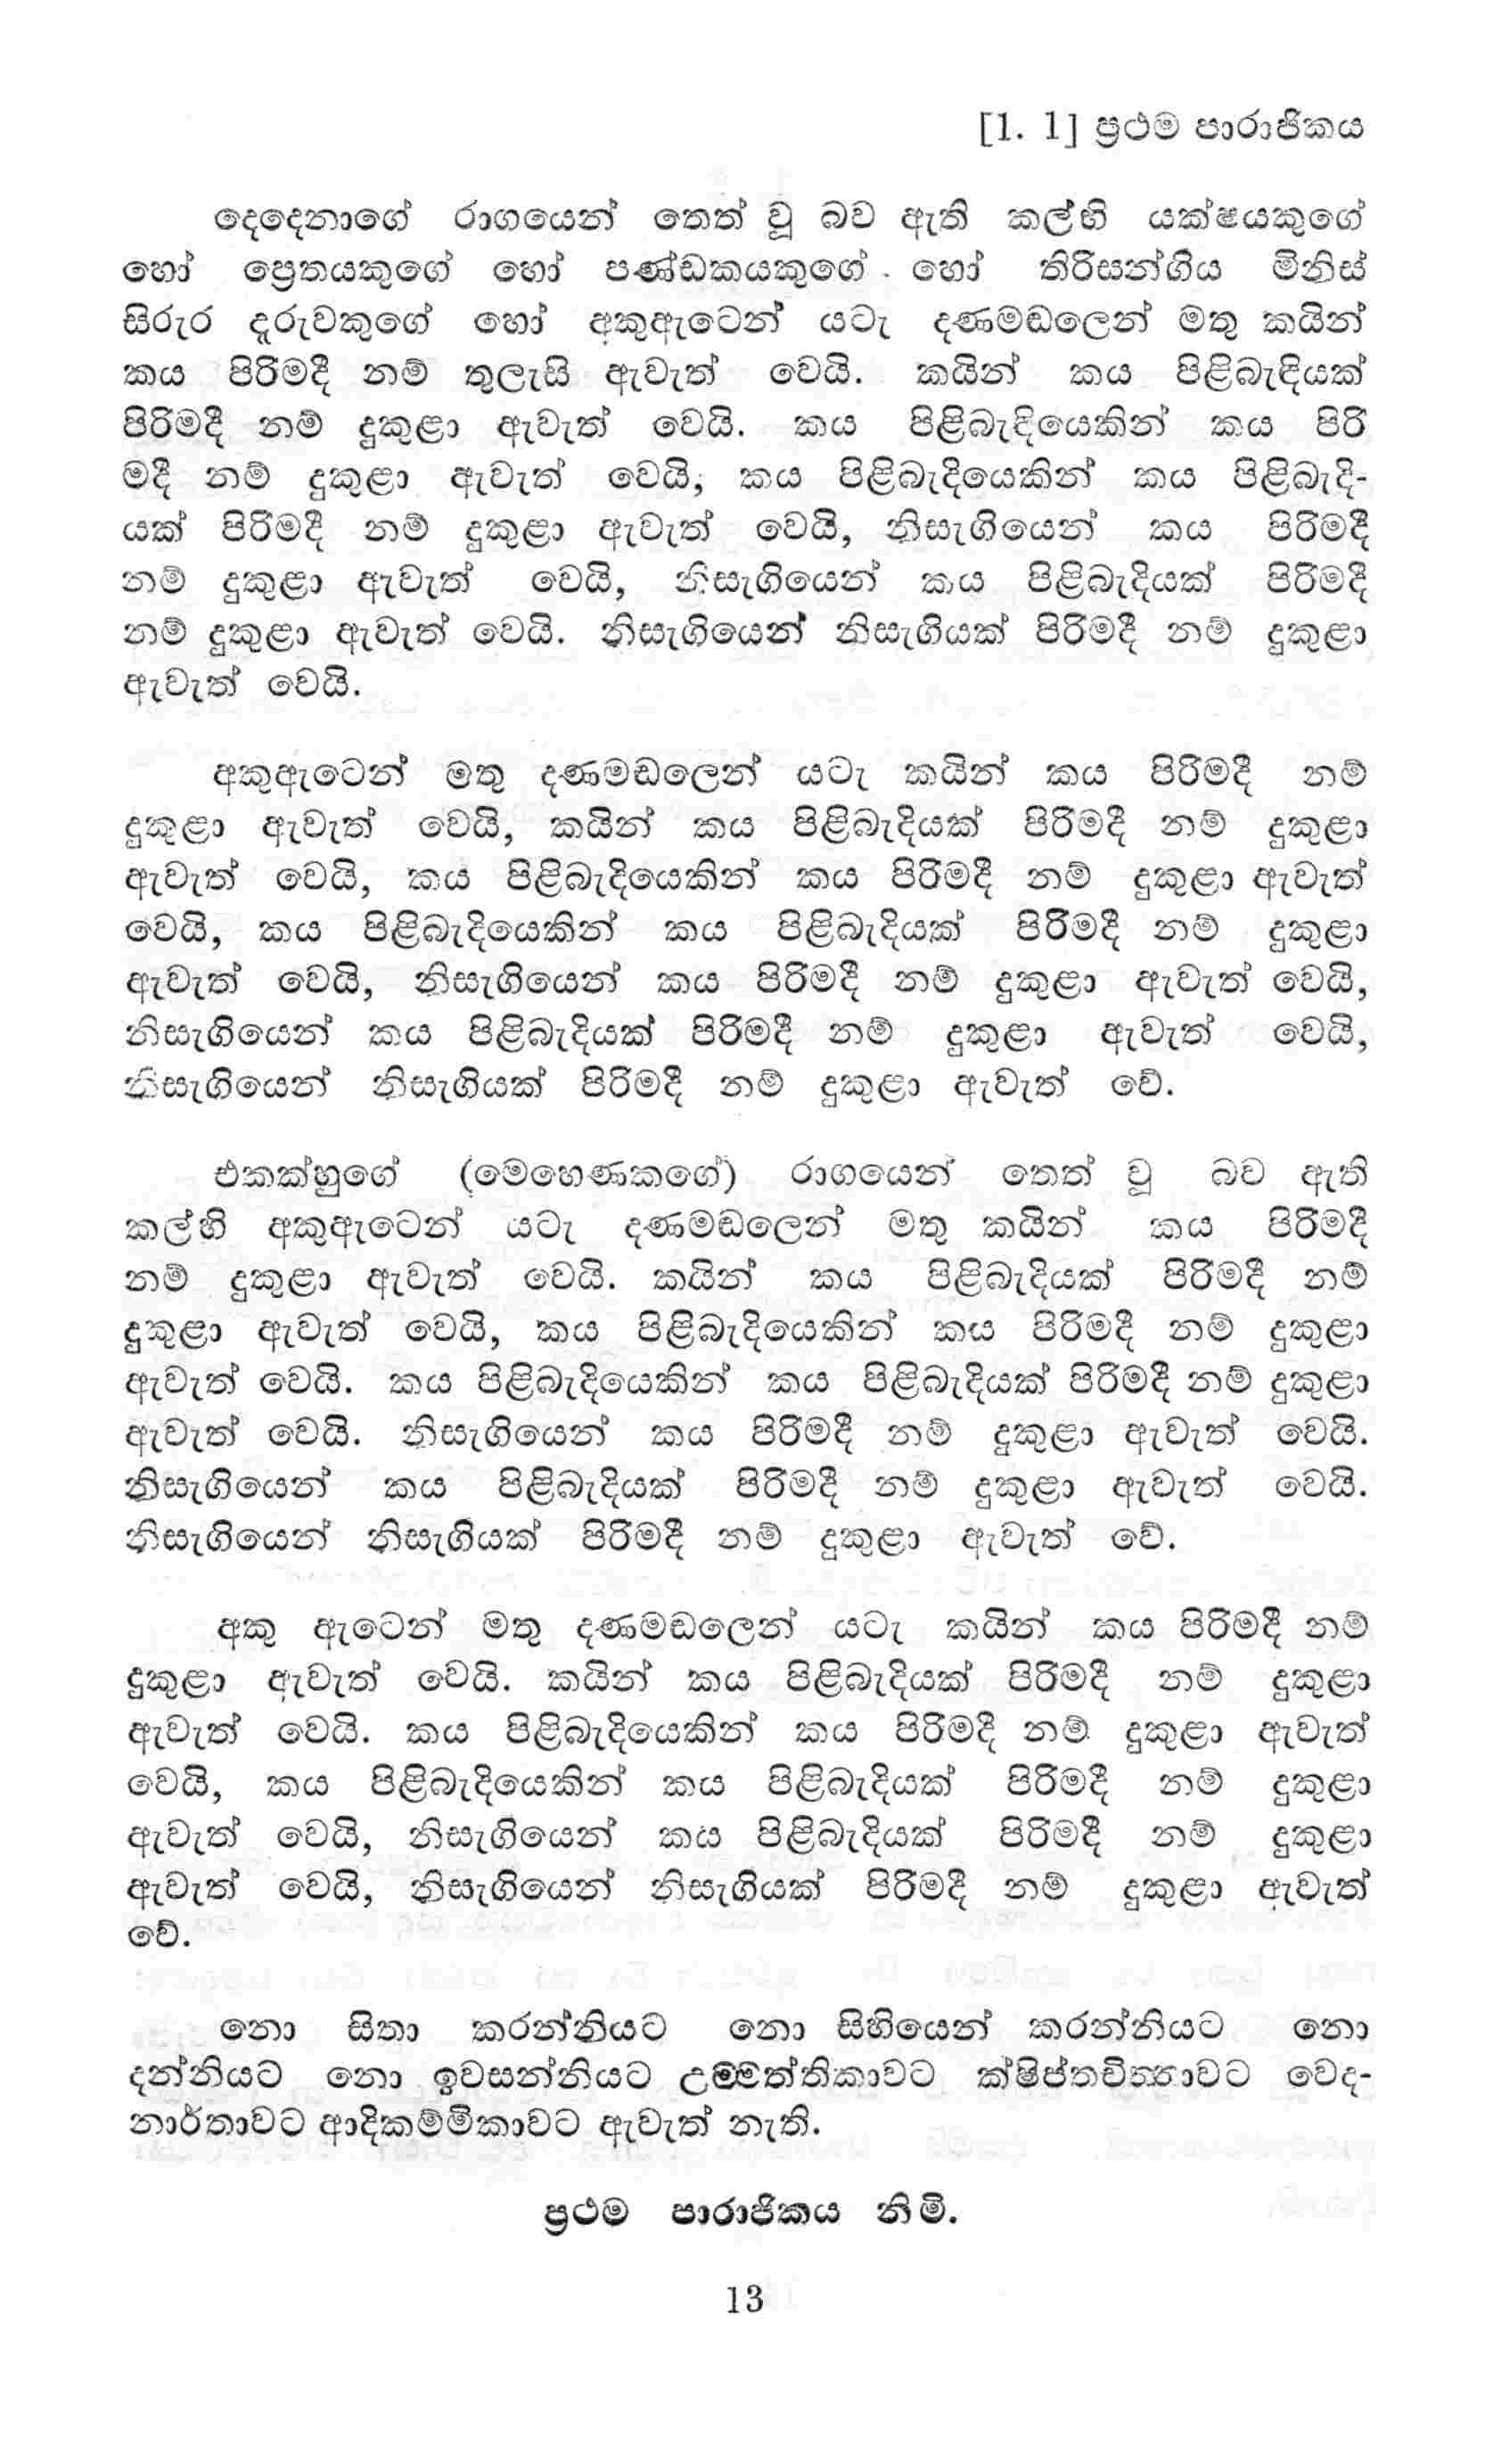 [1. 1] ප්‍රථම පාරාජිකය
දෙදෙනාගේ රාගයෙන් තෙත් වූ බව ඇති කල්හි යක්ෂයකුගේ
හෝ ප්‍රෙතයකුගේ හෝ පණ්ඩකයකුගේ හෝ තිරිසන්ගිය මිනිස්
සිරුර දැරුවකුගේ හෝ අකුඇටෙන් යටැ දණමඬලෙන් මතු කයින්
කය පිරිමදී නම් තුලැසි ඇවැත් වෙයි. කයින් කය පිළිබැඳියක්
පිරිමදී නම් දුකුළා ඇවැත් වෙයි. කය පිළිබැඳියෙකින් කය පිරි
මදී නම් දුකුළා ඇවැත් වෙයි, කය පිළිබැදියෙකින් කය පිළිබැදි-
යක් පිරිමදී නම් දුකුළා ඇවැත් වෙයි, නිසැගියෙන් කය පිරිමදී
නම් දුකුළා ඇවැත් වෙයි, නිසැගියෙන් කය පිළිබැදියක් පිරිමදී
නම් දුකුළා ඇවැත් වෙයි. නිසැගියෙන් නිසැගියක් පිරිමදී නම් දුකුළා
ඇවැත් වෙයි.
අකුඇටෙන් මතු දණමඬලෙන් යටැ කයින් කය පිරිමදී නම්
දුකුළා ඇවැත් වෙයි, කයින් කය පිළිබැදියක් පිරිමදී නම් දුකුළා
ඇවැත් වෙයි, කය පිළිබැදියෙකින් කය පිරිමදී නම් දුකුළා ඇවැත්
වෙයි, කය පිළිබැදියෙකින් කය පිළිබැදියක් පිරිමදී නම් දුකුළා
ඇවැත් වෙයි, නිසැගියෙන් කය පිරිමදී නම් දුකුළා ඇවැත් වෙයි,
නිසැගියෙන් කය පිළිබැදියක් පිරිමදී නම් දුකුළා ඇවැත් වෙයි,
නිසැගියෙන් නිසැගියක් පිරිමදී නම් දුකුළා ඇවැත් වේ.
එකක්හුගේ (මෙහෙණකගේ) රාගයෙන් තෙත් වූ බව ඇති
කල්හි අකුඇටෙන් යටැ දණමඬලෙන් මතු කයින් කය පිරිමදී
නම් දුකුළා ඇවැත් වෙයි. කයින් කය පිළිබැදියක් පිරිමදී නම්
දුකුළා ඇවැත් වෙයි, කය පිළිබැදියෙකින් කය පිරිමදී නම් දුකුළා
ඇවැත් වෙයි. කය පිළිබැදියෙකින් කය පිළිබැදියක් පිරිමදී නම් දුකුළා
ඇවැත් වෙයි. නිසැගියෙන් කය පිරිමදී නම් දුකුළා ඇවැත් වෙයි.
නිසැගියෙන් කය පිළිබැදියක් පිරිමදී නම් දුකුළා ඇවැත් වෙයි.
නිසැගියෙන් නිසැගියක් පිරිමදී නම් දුකුළා ඇවැත් වේ.
අකු ඇටෙන් මතු දණමඬලෙන් යටැ කයින් කය පිරිමදී නම්
දුකුළා ඇවැත් වෙයි. කයින් කය පිළිබැදියක් පිරිමදී නම් දුකුළා
ඇවැත් වෙයි. කය පිළිබැදියෙකින් කය පිරිමදී නම් දුකුළා ඇවැත්
වෙයි, කය පිළිබැදියෙකින් කය පිළිබැදියක් පිරිමදී නම් දුකුළා
ඇවැත් වෙයි, නිසැගියෙන් කය පිළිබැදියක් පිරිමදී නම් දුකුළා
ඇවැත් වෙයි, නිසැගියෙන් නිසැගියක් පිරිමදී නම් දුකුළා ඇවැත්
වේ.
නො සිතා කරන්නියට නො සිහියෙන් කරන්නියට නො
දන්නියට නො ඉවසන්නියට උම්මත්තිකාවට ක්ෂිප්තචිත්තාවට වෙද-
නාර්තාවට ආදිකම්මිකාවට ඇවැත් නැති.
ප්‍රථම පාරාජිකය නිමි.
13